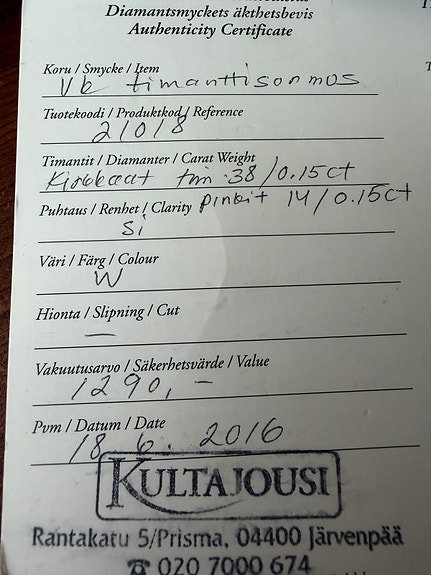 Diamantsmyckets äkthetsbevis
Authenticity Certificate
Koru / Smycke / Item
Vk timanttisormus
Tuotekoodi / Produktkod / Reference
21018
Timantit / Diamanter / Carat Weight
Kirkkaat tim 38/0.15ct
Puhtaus / Renhet / Clarity pinkit 14/0.15ct
Si
Väri / Färg / Colour
W
Hionta / Slipning / Cut
—
Vakuutusarvo / Säkerhetsvärde / Value
1290,-
Pvm / Datum / Date
18 6. 2016
KULTAJOUSI
Rantakatu 5/Prisma, 04400 Järvenpää
☎ 020 7000 674